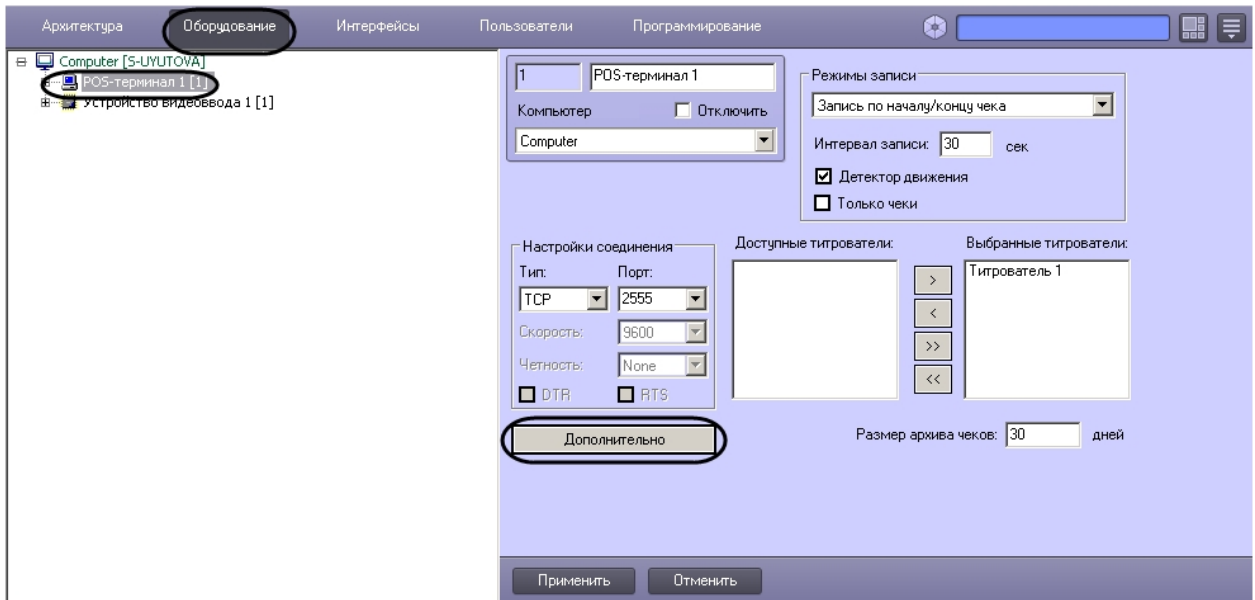 Архитектура Оборудование Интерфейсы Пользователи Программирование
Computer [S-UYUTOVA]
POS-терминал 1 [1]
Устройство видеоввода 1 [1]
1 POS-терминал 1
Компьютер Отключить
Computer
Режимы записи
Запись по началу/концу чека
Интервал записи: 30 сек
Детектор движения
Только чеки
Настройки соединения
Тип: Порт:
TCP 2555
Скорость: 9600
Четность: None
DTR RTS
Доступные титрователи: Выбранные титрователи:
Титрователь 1
>
<
>>
<<
Дополнительно
Размер архива чеков: 30 дней
Применить Отменить